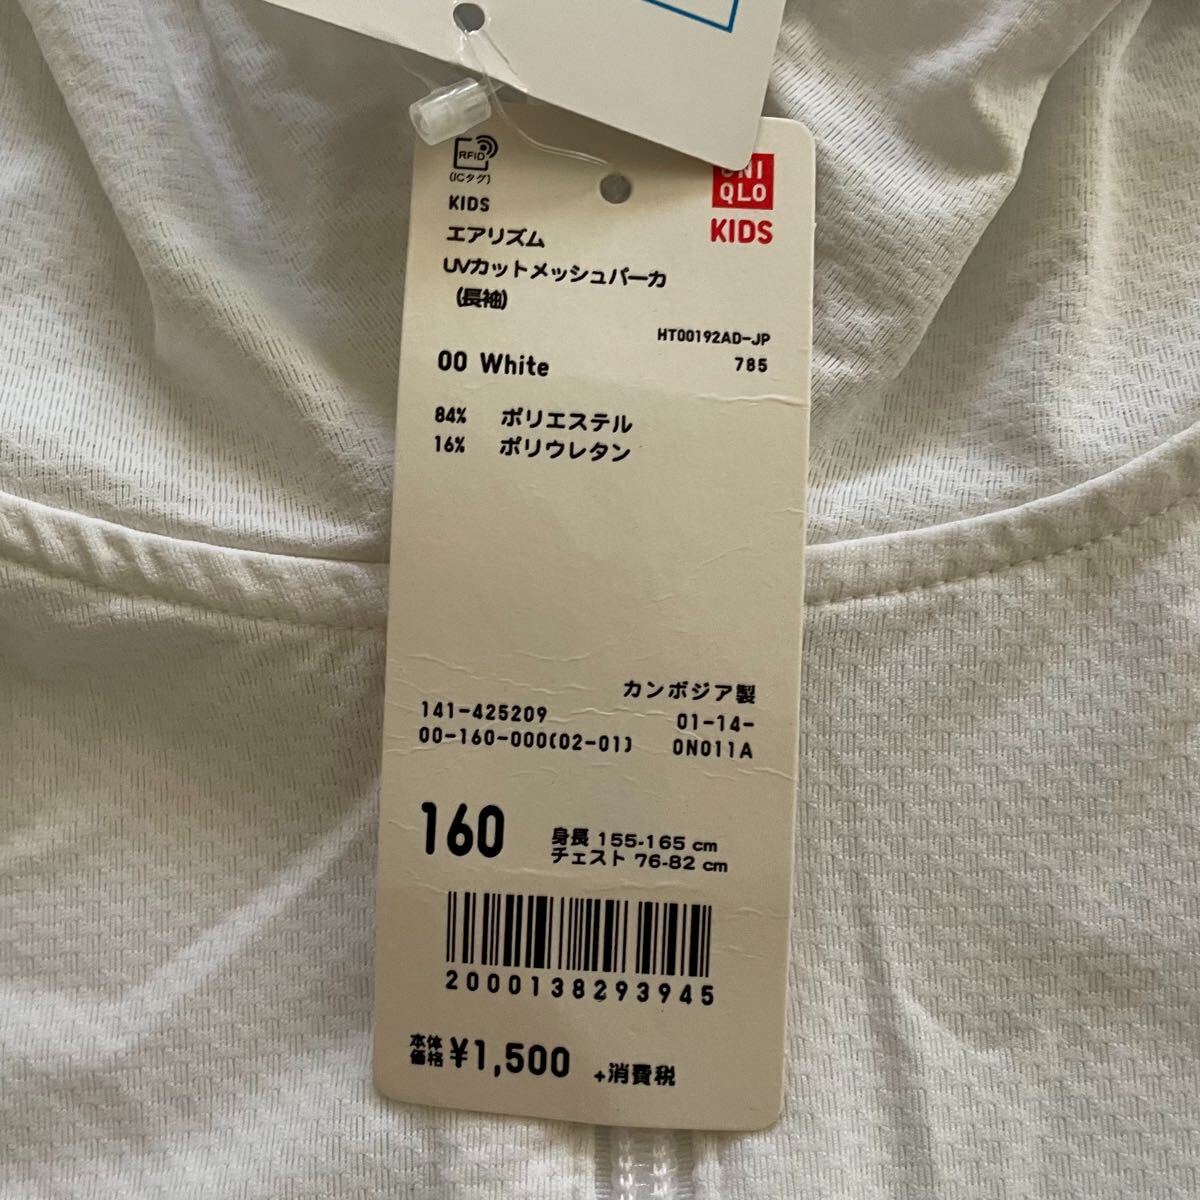 RFID
(ICタグ)
UNI
QLO
KIDS
KIDS
エアリズム
UVカットメッシュパーカ
(長袖)
HT00192AD-JP
785
00 White
84% ポリエステル
16% ポリウレタン
カンボジア製
141-425209 01-14-
00-160-000(02-01) 0N011A
160
身長 155-165 cm
チェスト 76-82 cm
2000138293945
本体
価格 ¥1,500 +消費税